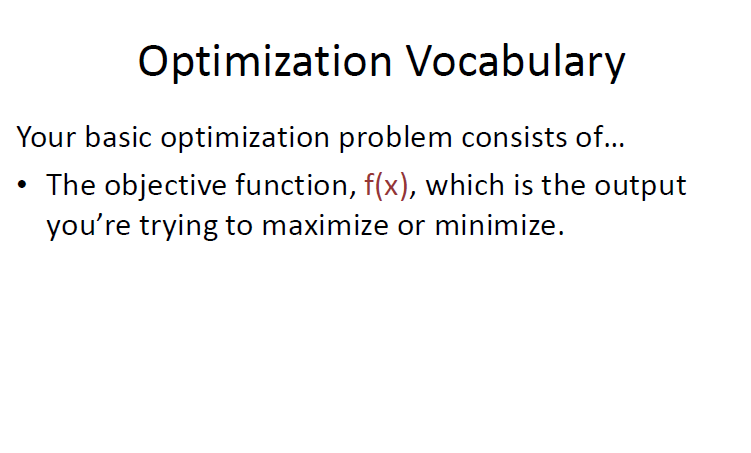 Optimization Vocabulary
Your basic optimization problem consists of…
• The objective function, f(x), which is the output
you’re trying to maximize or minimize.